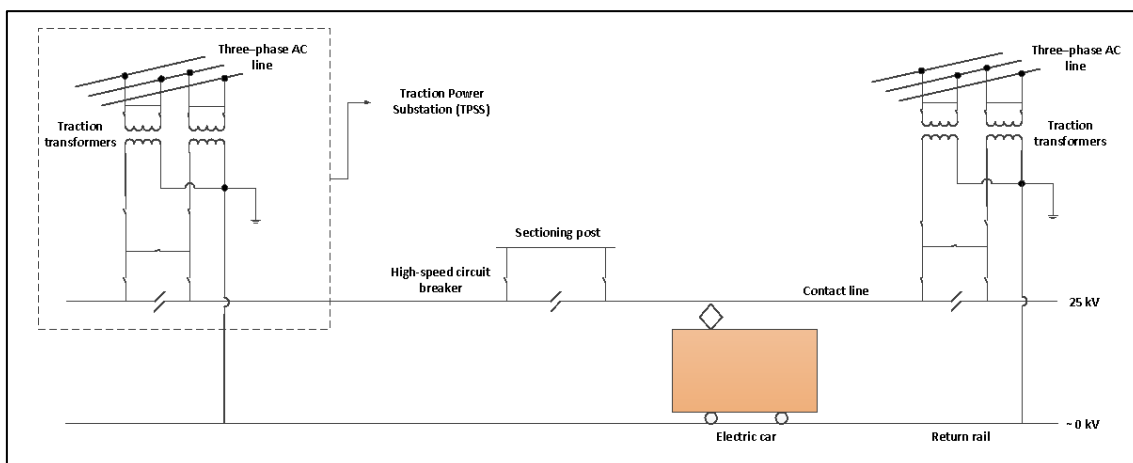 Three–phase AC
line
Traction Power
Substation (TPSS)
Traction
transformers
Three–phase AC
line
Traction
transformers
Sectioning post
High-speed circuit
breaker
Contact line
25 kV
~ 0 kV
Electric car
Return rail